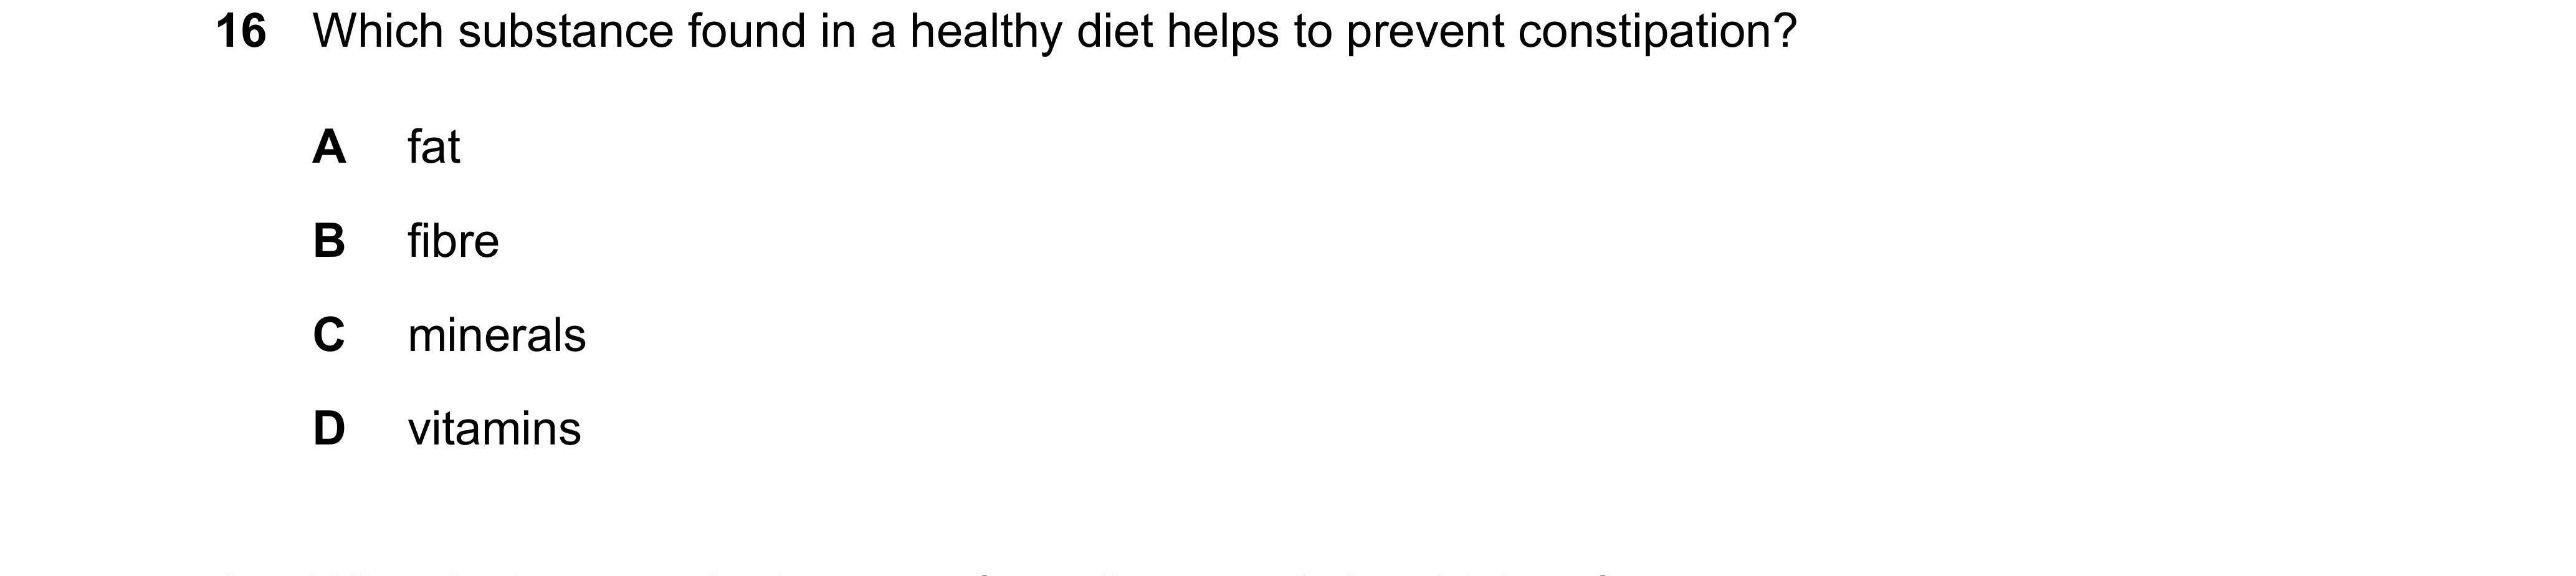 16 Which substance found in a healthy diet helps to prevent constipation?
A fat
B fibre
C minerals
D vitamins